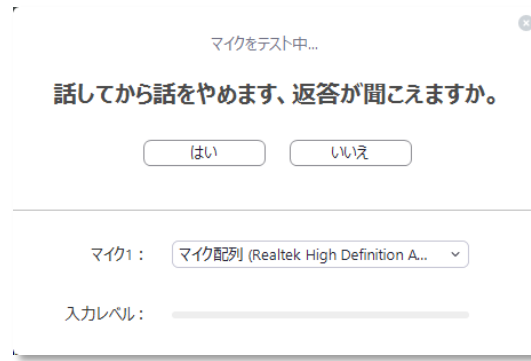 マイクをテスト中...
話してから話をやめます、返答が聞こえますか。
はい いいえ
マイク1： マイク配列 (Realtek High Definition A...
入力レベル：